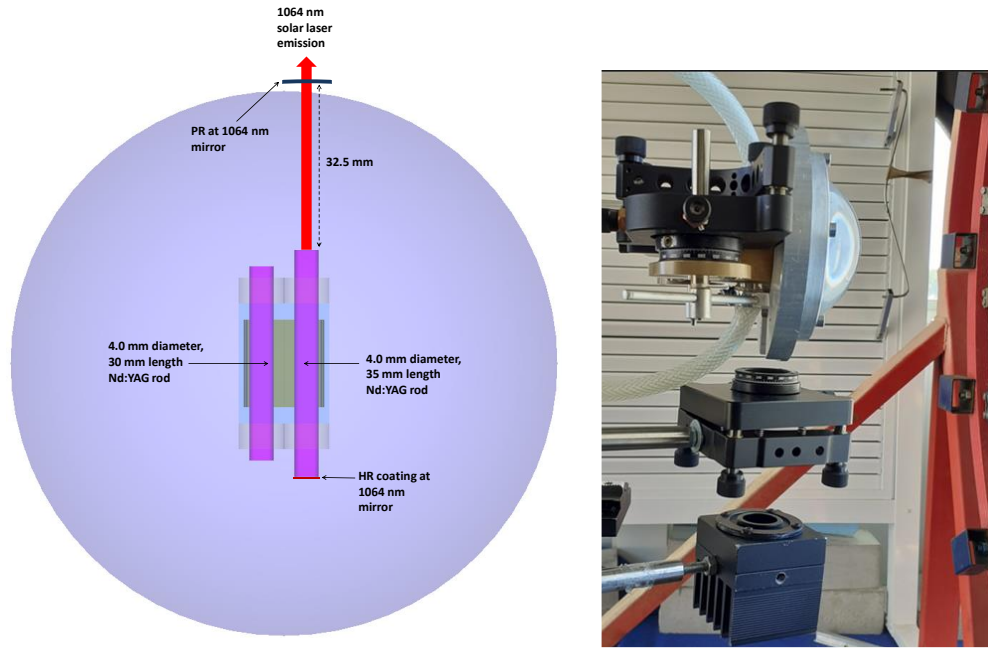 1064 nm
solar laser
emission
PR at 1064 nm
mirror
32.5 mm
4.0 mm diameter,
30 mm length
Nd:YAG rod
4.0 mm diameter,
35 mm length
Nd:YAG rod
HR coating at
1064 nm
mirror